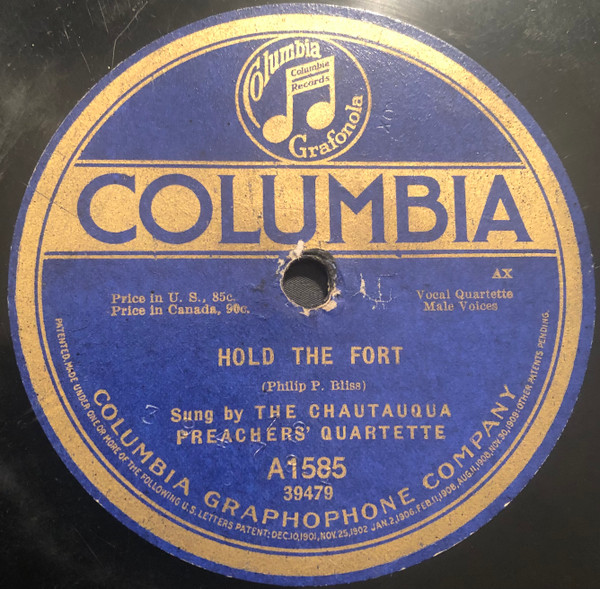 Columbia
Columbia
Records
Grafonola
COLUMBIA
AX
Price in U. S., 85c.
Price in Canada, 90c.
Vocal Quartette
Male Voices
HOLD THE FORT
(Philip P. Bliss)
Sung by THE CHAUTAUQUA
PREACHERS' QUARTETTE
A1585
39479
COLUMBIA GRAPHOPHONE COMPANY
PATENTED, MADE UNDER ONE OR MORE OF THE FOLLOWING U.S. LETTERS PATENT: DEC.10,1901, NOV.25,1902 JAN.2,1906, FEB.11,1908, AUG.11,1908, NOV.30,1909; OTHER PATENTS PENDING.